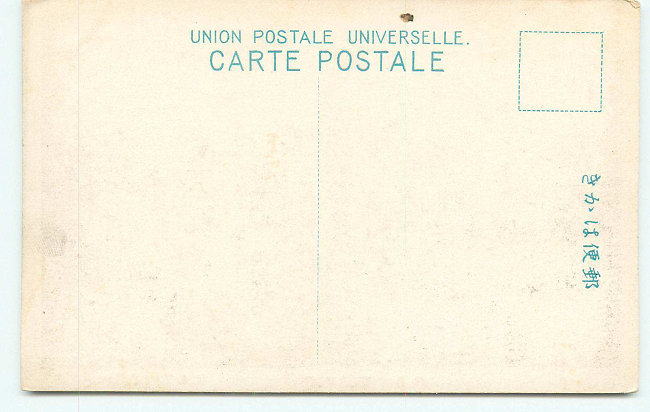 UNION POSTALE UNIVERSELLE.
CARTE POSTALE
きかは便郵